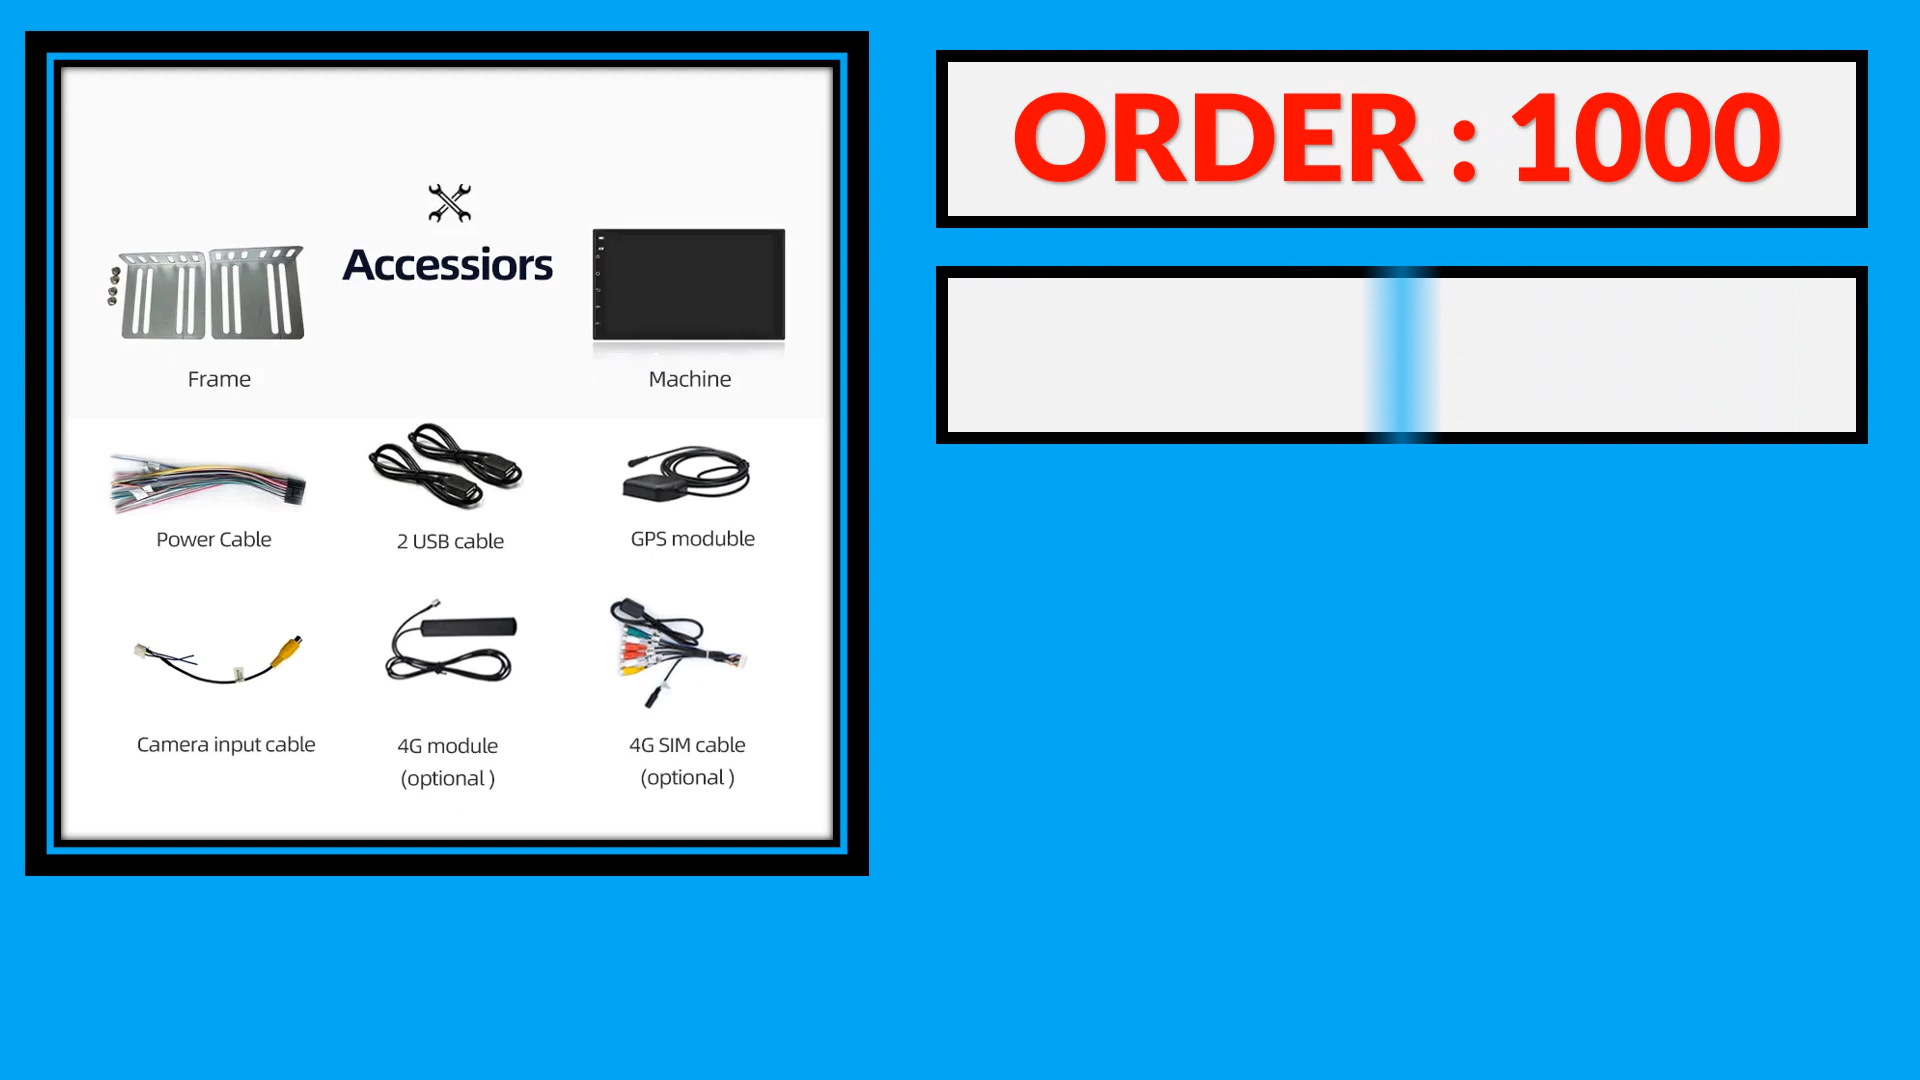 Accessiors
Frame
Machine
Power Cable
2 USB cable
GPS moduble
Camera input cable
4G module
(optional )
4G SIM cable
(optional )
ORDER : 1000